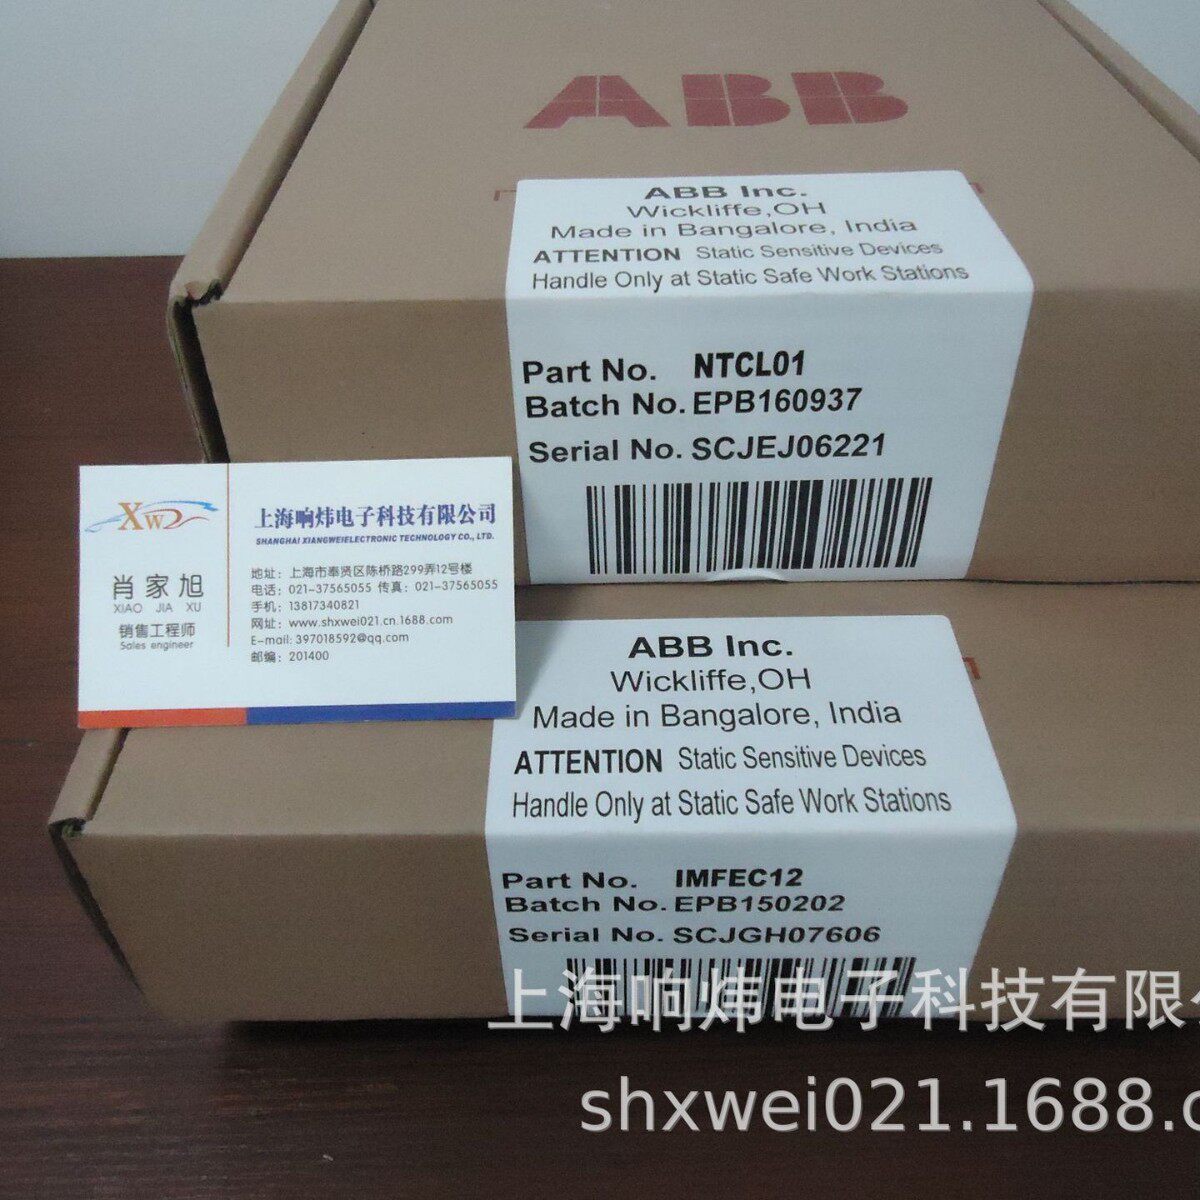 ABB
ABB Inc.
Wickliffe,OH
Made in Bangalore, India
ATTENTION Static Sensitive Devices
Handle Only at Static Safe Work Stations
Part No. NTCL01
Batch No. EPB160937
Serial No. SCJEJ06221
XW
肖家旭
XIAO JIA XU
销售工程师
Sales engineer
上海响炜电子科技有限公司
SHANGHAI XIANGWEIELECTRONIC TECHNOLOGY CO., LTD.
地址：上海市奉贤区陈桥路299弄12号楼
电话：021-37565055 传真：021-37565055
手机：13817340821
网址：www.shxwei021.cn.1688.com
E-mail: 397018592@qq.com
邮编：201400
ABB Inc.
Wickliffe,OH
Made in Bangalore, India
ATTENTION Static Sensitive Devices
Handle Only at Static Safe Work Stations
Part No. IMFEC12
Batch No. EPB150202
Serial No. SCJGH07606
上海响炜电子科技有限公
shxwei021.1688.c